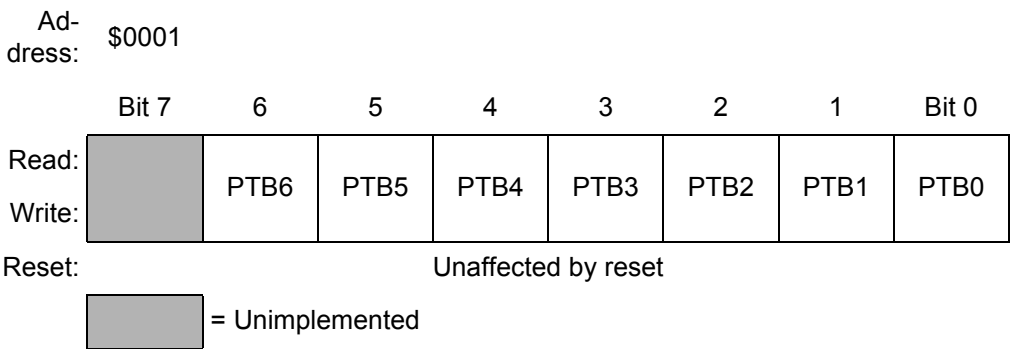 Ad-
dress: $0001
Bit 7 6 5 4 3 2 1 Bit 0
Read:
PTB6 PTB5 PTB4 PTB3 PTB2 PTB1 PTB0
Write:
Reset: Unaffected by reset
= Unimplemented